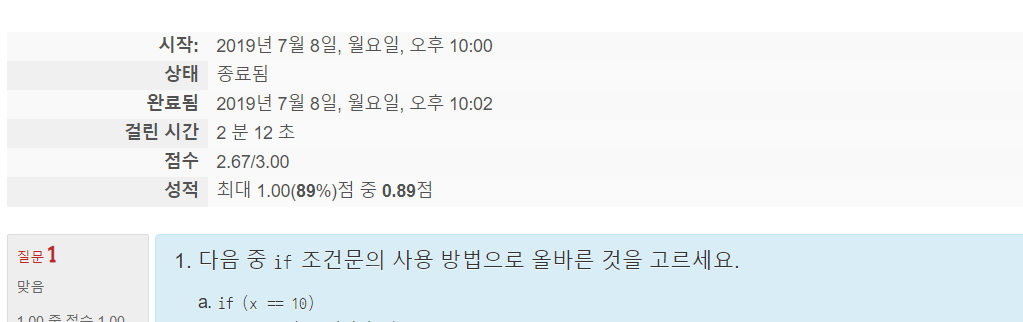 시작: 2019년 7월 8일, 월요일, 오후 10:00
상태 종료됨
완료됨 2019년 7월 8일, 월요일, 오후 10:02
걸린 시간 2 분 12 초
점수 2.67/3.00
성적 최대 1.00(89%)점 중 0.89점
질문 1
맞음
1.00 중 점수 1.00
1. 다음 중 if 조건문의 사용 방법으로 올바른 것을 고르세요.
a. if (x == 10)